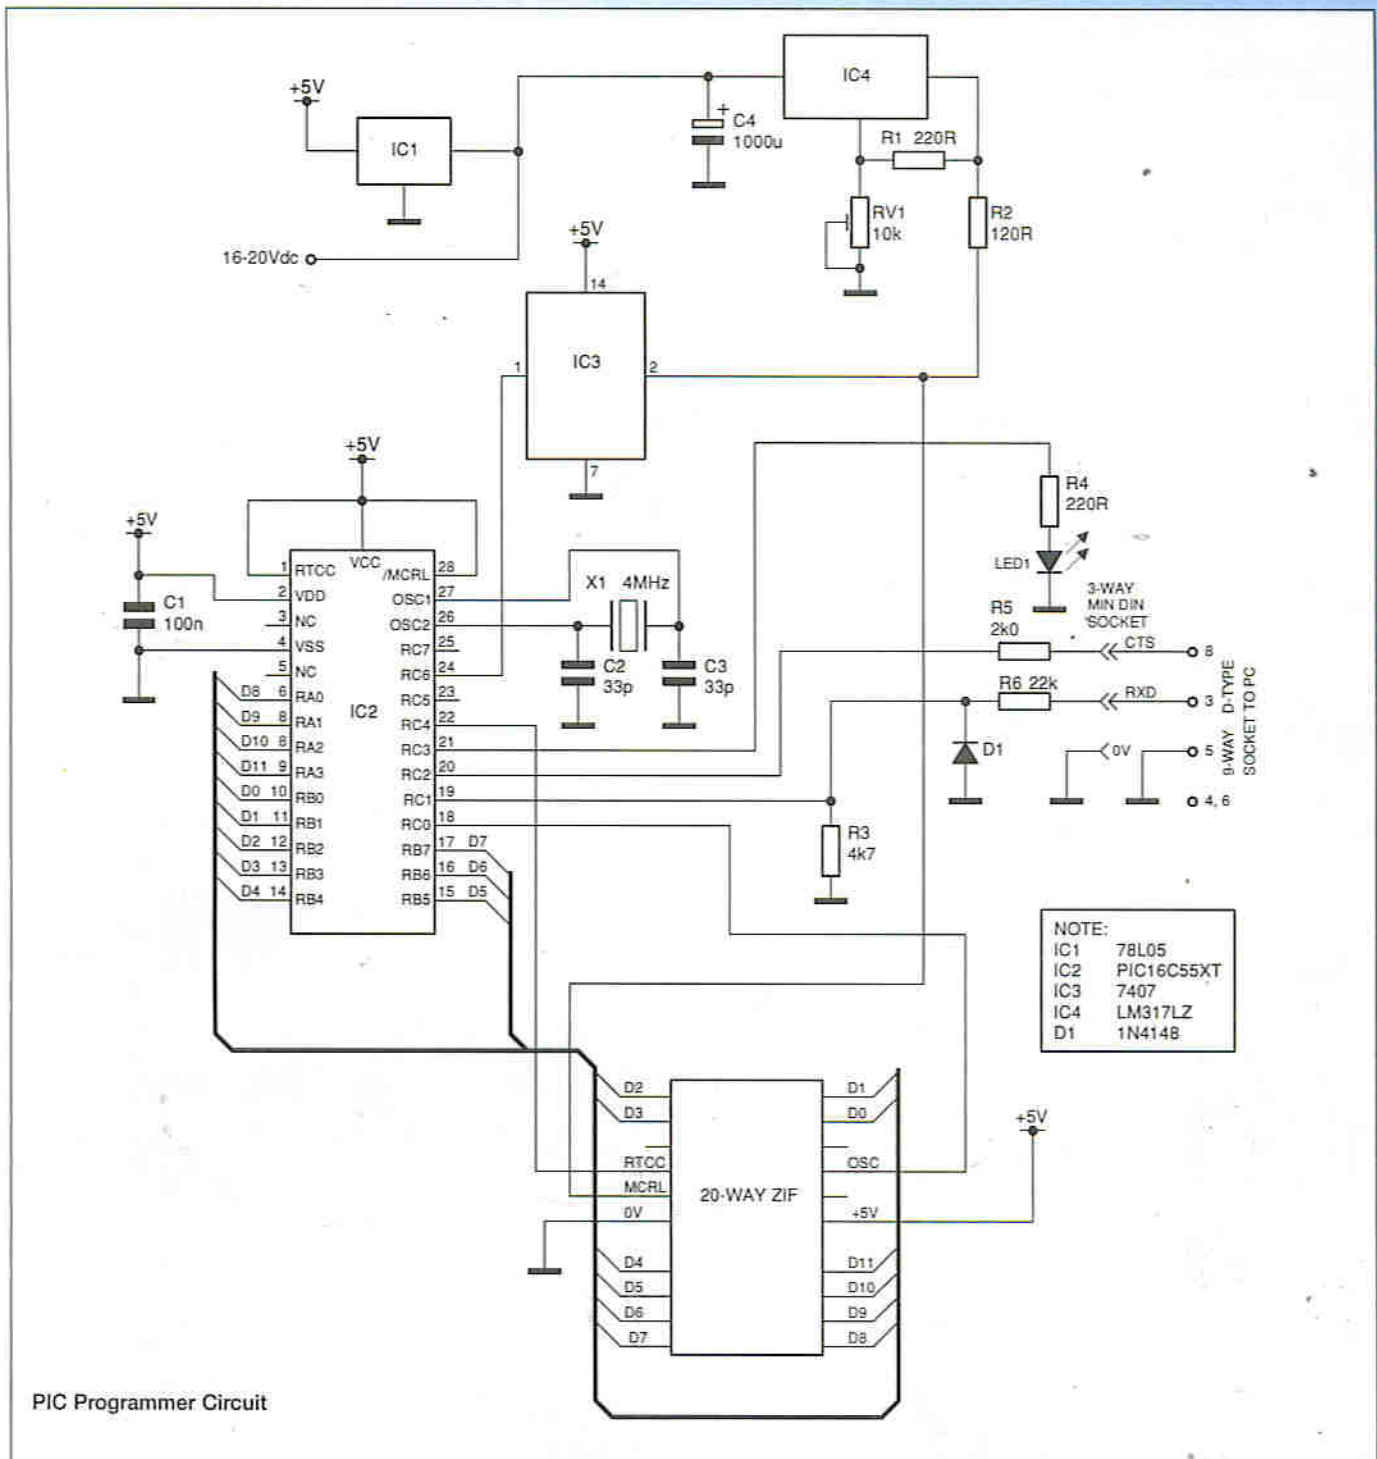 +5V
IC1
16-20Vdc
+
C4
1000u
IC4
R1 220R
RV1
10k
R2
120R
+5V
14
IC3
1
2
7
+5V
+5V
C1
100n
VCC
1 RTCC
2 VDD
3 NC
4 VSS
5 NC
D8 6 RA0
D9 8 RA1
D10 8 RA2
D11 9 RA3
D0 10 RB0
D1 11 RB1
D2 12 RB2
D3 13 RB3
D4 14 RB4
IC2
/MCRL 28
OSC1 27
OSC2 26
RC7 25
RC6 24
RC5 23
RC4 22
RC3 21
RC2 20
RC1 19
RC0 18
RB7 17 D7
RB6 16 D6
RB5 15 D5
X1 4MHz
C2
33p
C3
33p
R4
220R
LED1
3-WAY
MIN DIN
SOCKET
R5
2k0
CTS
8
R6 22k
RXD
3
D1
0V
5
4, 6
9-WAY D-TYPE
SOCKET TO PC
R3
4k7
NOTE:
IC1 78L05
IC2 PIC16C55XT
IC3 7407
IC4 LM317LZ
D1 1N4148
D2
D3
RTCC
MCRL
0V
D4
D5
D6
D7
20-WAY ZIF
D1
D0
OSC
+5V
D11
D10
D9
D8
+5V
PIC Programmer Circuit